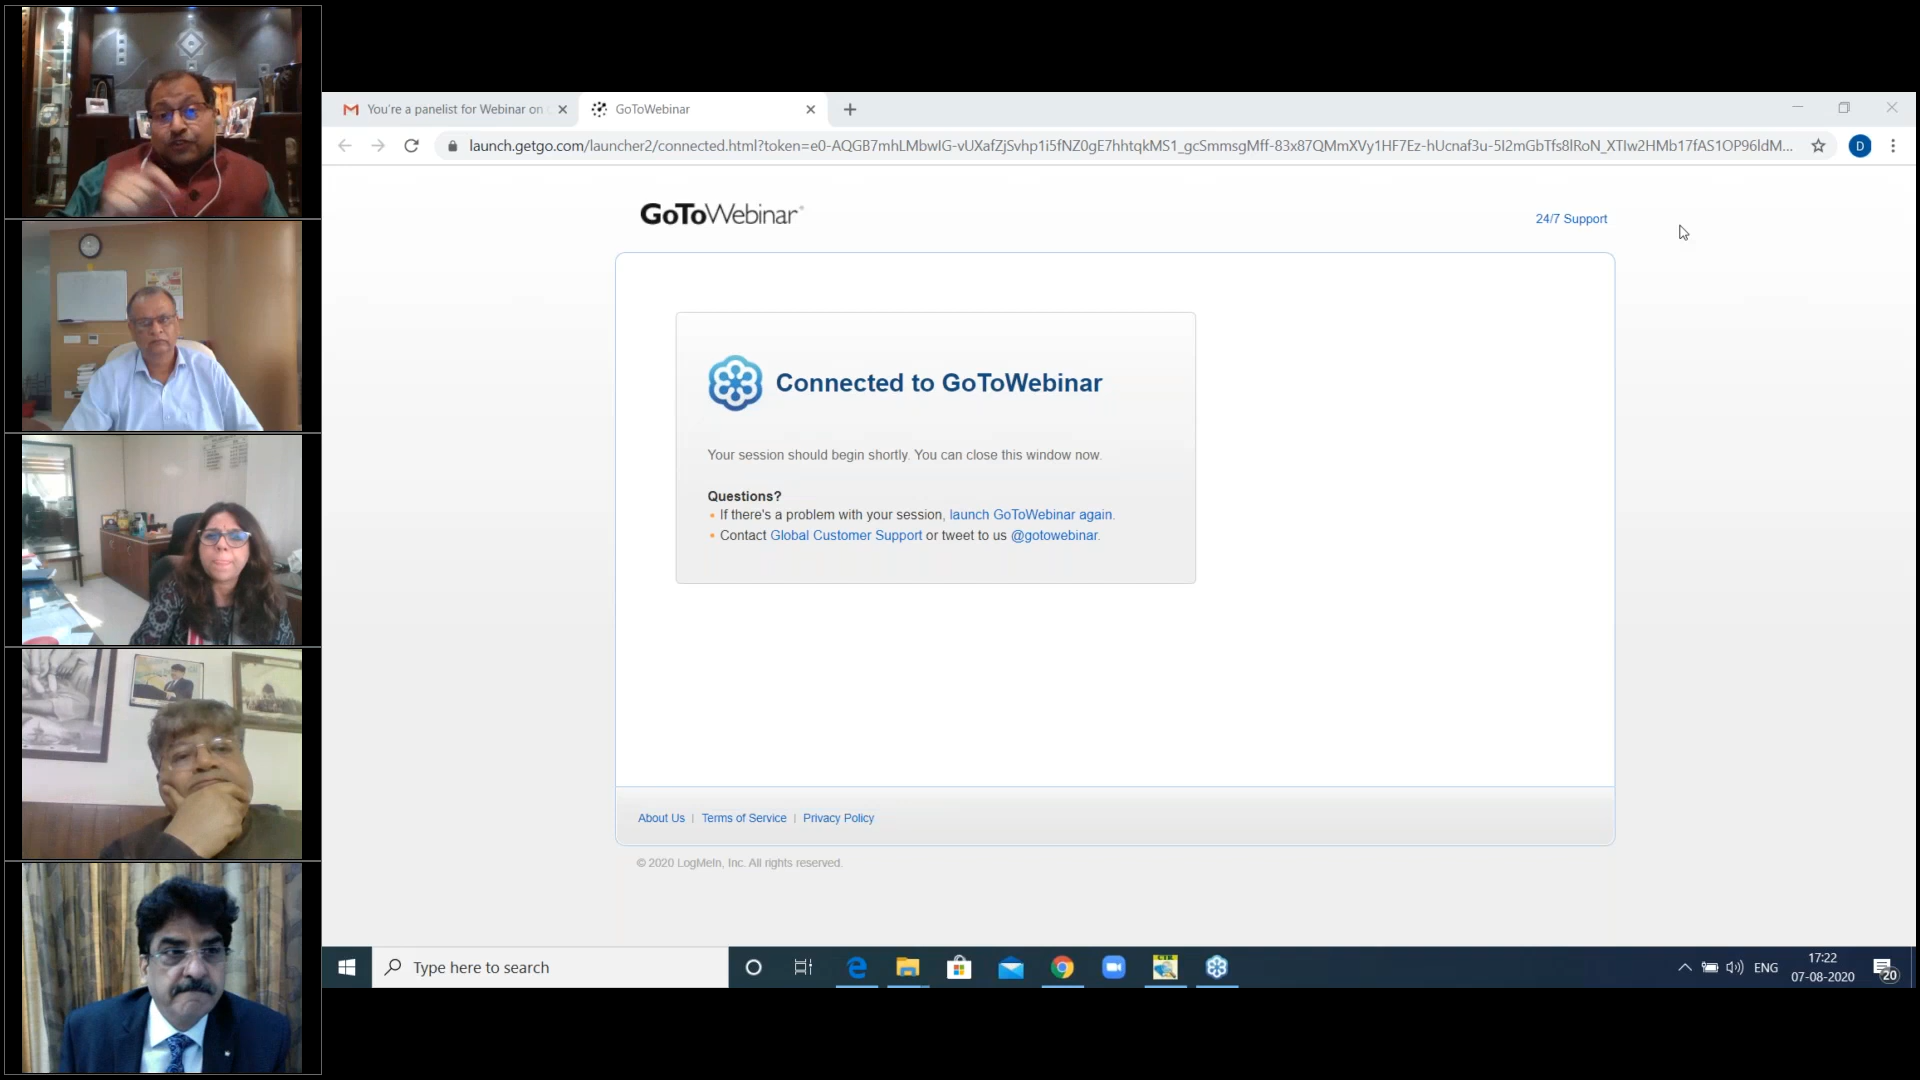 You're a panelist for Webinar on
GoToWebinar
launch.getgo.com/launcher2/connected.html?token=e0-AQGB7mhLMbwIG-vUXafZjSvhp1i5fNZ0gE7hhtqkMS1_gcSmmsgMff-83x87QMmXVy1HF7Ez-hUcnaf3u-5I2mGbTfs8lRoN_XTIw2HMb17fAS1OP96ldM...
D
GoToWebinar
24/7 Support
Connected to GoToWebinar
Your session should begin shortly. You can close this window now.
Questions?
• If there's a problem with your session, launch GoToWebinar again.
• Contact Global Customer Support or tweet to us @gotowebinar.
About Us | Terms of Service | Privacy Policy
© 2020 LogMeIn, Inc. All rights reserved.
Type here to search
ENG
17:22
07-08-2020
20